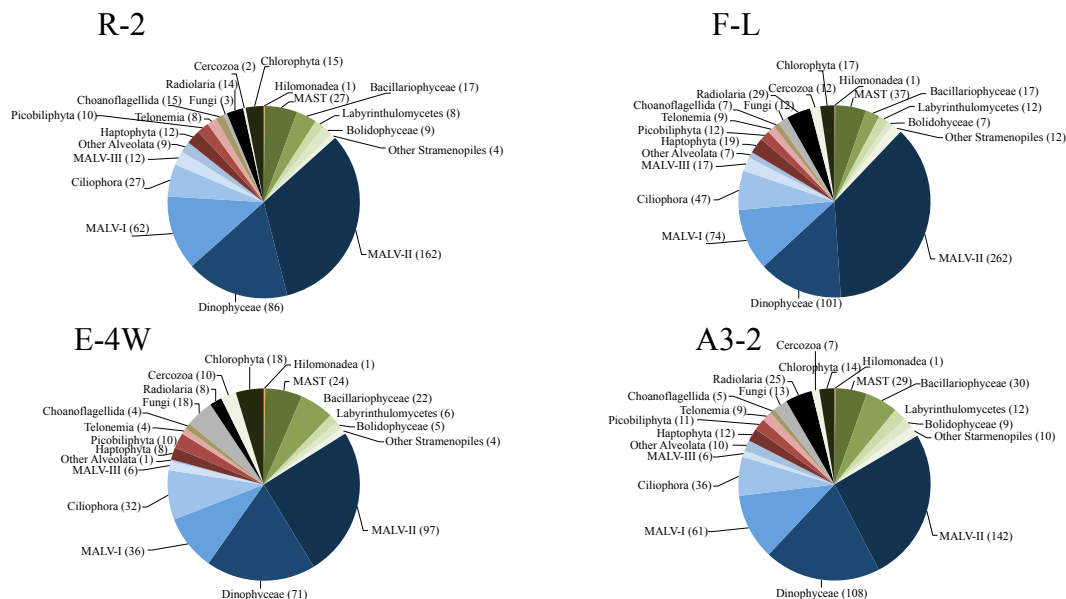 R-2
Hilomonadea (1)
MAST (27)
Bacillariophyceae (17)
Labyrinthulomycetes (8)
Bolidophyceae (9)
Other Stramenopiles (4)
MALV-II (162)
Dinophyceae (86)
MALV-I (62)
Ciliophora (27)
MALV-III (12)
Other Alveolata (9)
Haptophyta (12)
Picobiliphyta (10)
Telonemia (8)
Choanoflagellida (15)
Fungi (3)
Radiolaria (14)
Cercozoa (2)
Chlorophyta (15)
F-L
Hilomonadea (1)
MAST (37)
Bacillariophyceae (17)
Labyrinthulomycetes (12)
Bolidohyceae (7)
Other Stramenopiles (12)
MALV-II (262)
Dinophyceae (101)
MALV-I (74)
Ciliophora (47)
MALV-III (17)
Other Alveolata (7)
Haptophyta (19)
Picobiliphyta (12)
Telonemia (9)
Choanoflagellida (7)
Fungi (12)
Radiolaria (29)
Cercozoa (12)
Chlorophyta (17)
E-4W
Hilomonadea (1)
MAST (24)
Bacillariophyceae (22)
Labyrinthulomycetes (6)
Bolidophyceae (5)
Other Stramenopiles (4)
MALV-II (97)
Dinophyceae (71)
MALV-I (36)
Ciliophora (32)
MALV-III (6)
Other Alveolata (1)
Haptophyta (8)
Picobiliphyta (10)
Telonemia (4)
Choanoflagellida (4)
Fungi (18)
Radiolaria (8)
Cercozoa (10)
Chlorophyta (18)
A3-2
Hilomonadea (1)
MAST (29)
Bacillariophyceae (30)
Labyrinthulomycetes (12)
Bolidophyceae (9)
Other Starmenopiles (10)
MALV-II (142)
Dinophyceae (108)
MALV-I (61)
Ciliophora (36)
MALV-III (6)
Other Alveolata (10)
Haptophyta (12)
Picobiliphyta (11)
Telonemia (9)
Choanoflagellida (5)
Fungi (13)
Radiolaria (25)
Cercozoa (7)
Chlorophyta (14)